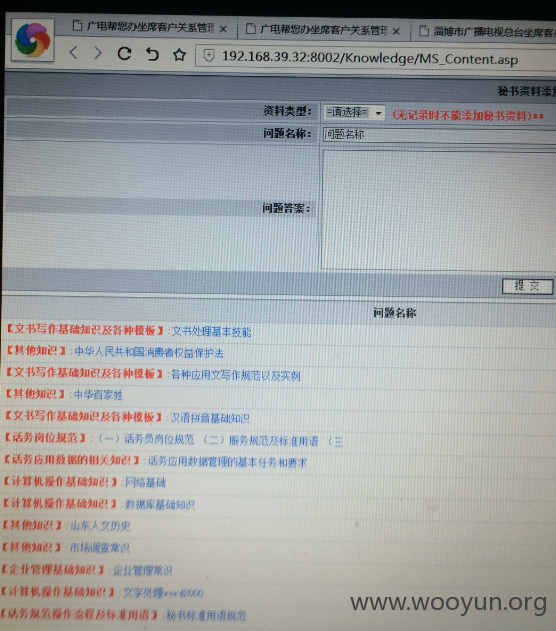 广电帮您办坐席客户关系管理 ×
广电帮您办坐席客户关系管理 ×
淄博市广播电视总台坐席客
192.168.39.32:8002/Knowledge/MS_Content.asp
秘书资料添加
资料类型：
=请选择=
(无记录时不能添加秘书资料)**
问题名称：
问题名称
问题答案：
提 交
问题名称
【文书写作基础知识及各种模板】:文书处理基本技能
【其他知识】:中华人民共和国消费者权益保护法
【文书写作基础知识及各种模板】:各种应用文写作规范以及实例
【其他知识】:中华百家姓
【文书写作基础知识及各种模板】:汉语拼音基础知识
【话务岗位规范】:（一）话务员岗位规范 （二）服务规范及标准用语 （三
【话务应用数据的相关知识】:话务应用数据管理的基本任务和要求
【计算机操作基础知识】:网络基础
【计算机操作基础知识】:数据库基础知识
【其他知识】:山东人文历史
【其他知识】:市场调查常识
【企业管理基础知识】:企业管理常识
【计算机操作基础知识】:文字处理word2000
【话务规范操作流程及标准用语】:秘书标准用语规范
www.wooyun.org